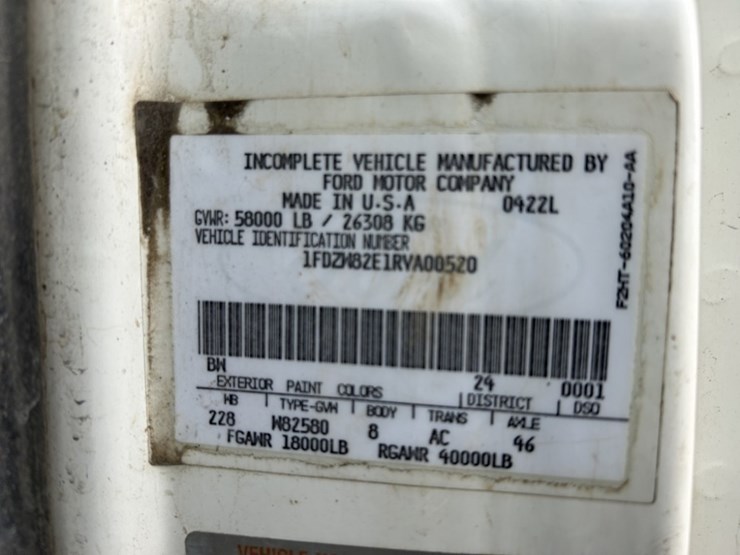 INCOMPLETE VEHICLE MANUFACTURED BY
FORD MOTOR COMPANY
MADE IN U.S.A 0422L
GVWR: 58000 LB / 26308 KG
VEHICLE IDENTIFICATION NUMBER
1FDZW82E1RVA00520
F2HT-60204A10-AA
BW 24 0001
EXTERIOR PAINT COLORS DISTRICT DSO
WB TYPE-GVW BODY TRANS AXLE
228 W82580 8 AC 46
FGAWR 18000LB RGAWR 40000LB
VEHICLE